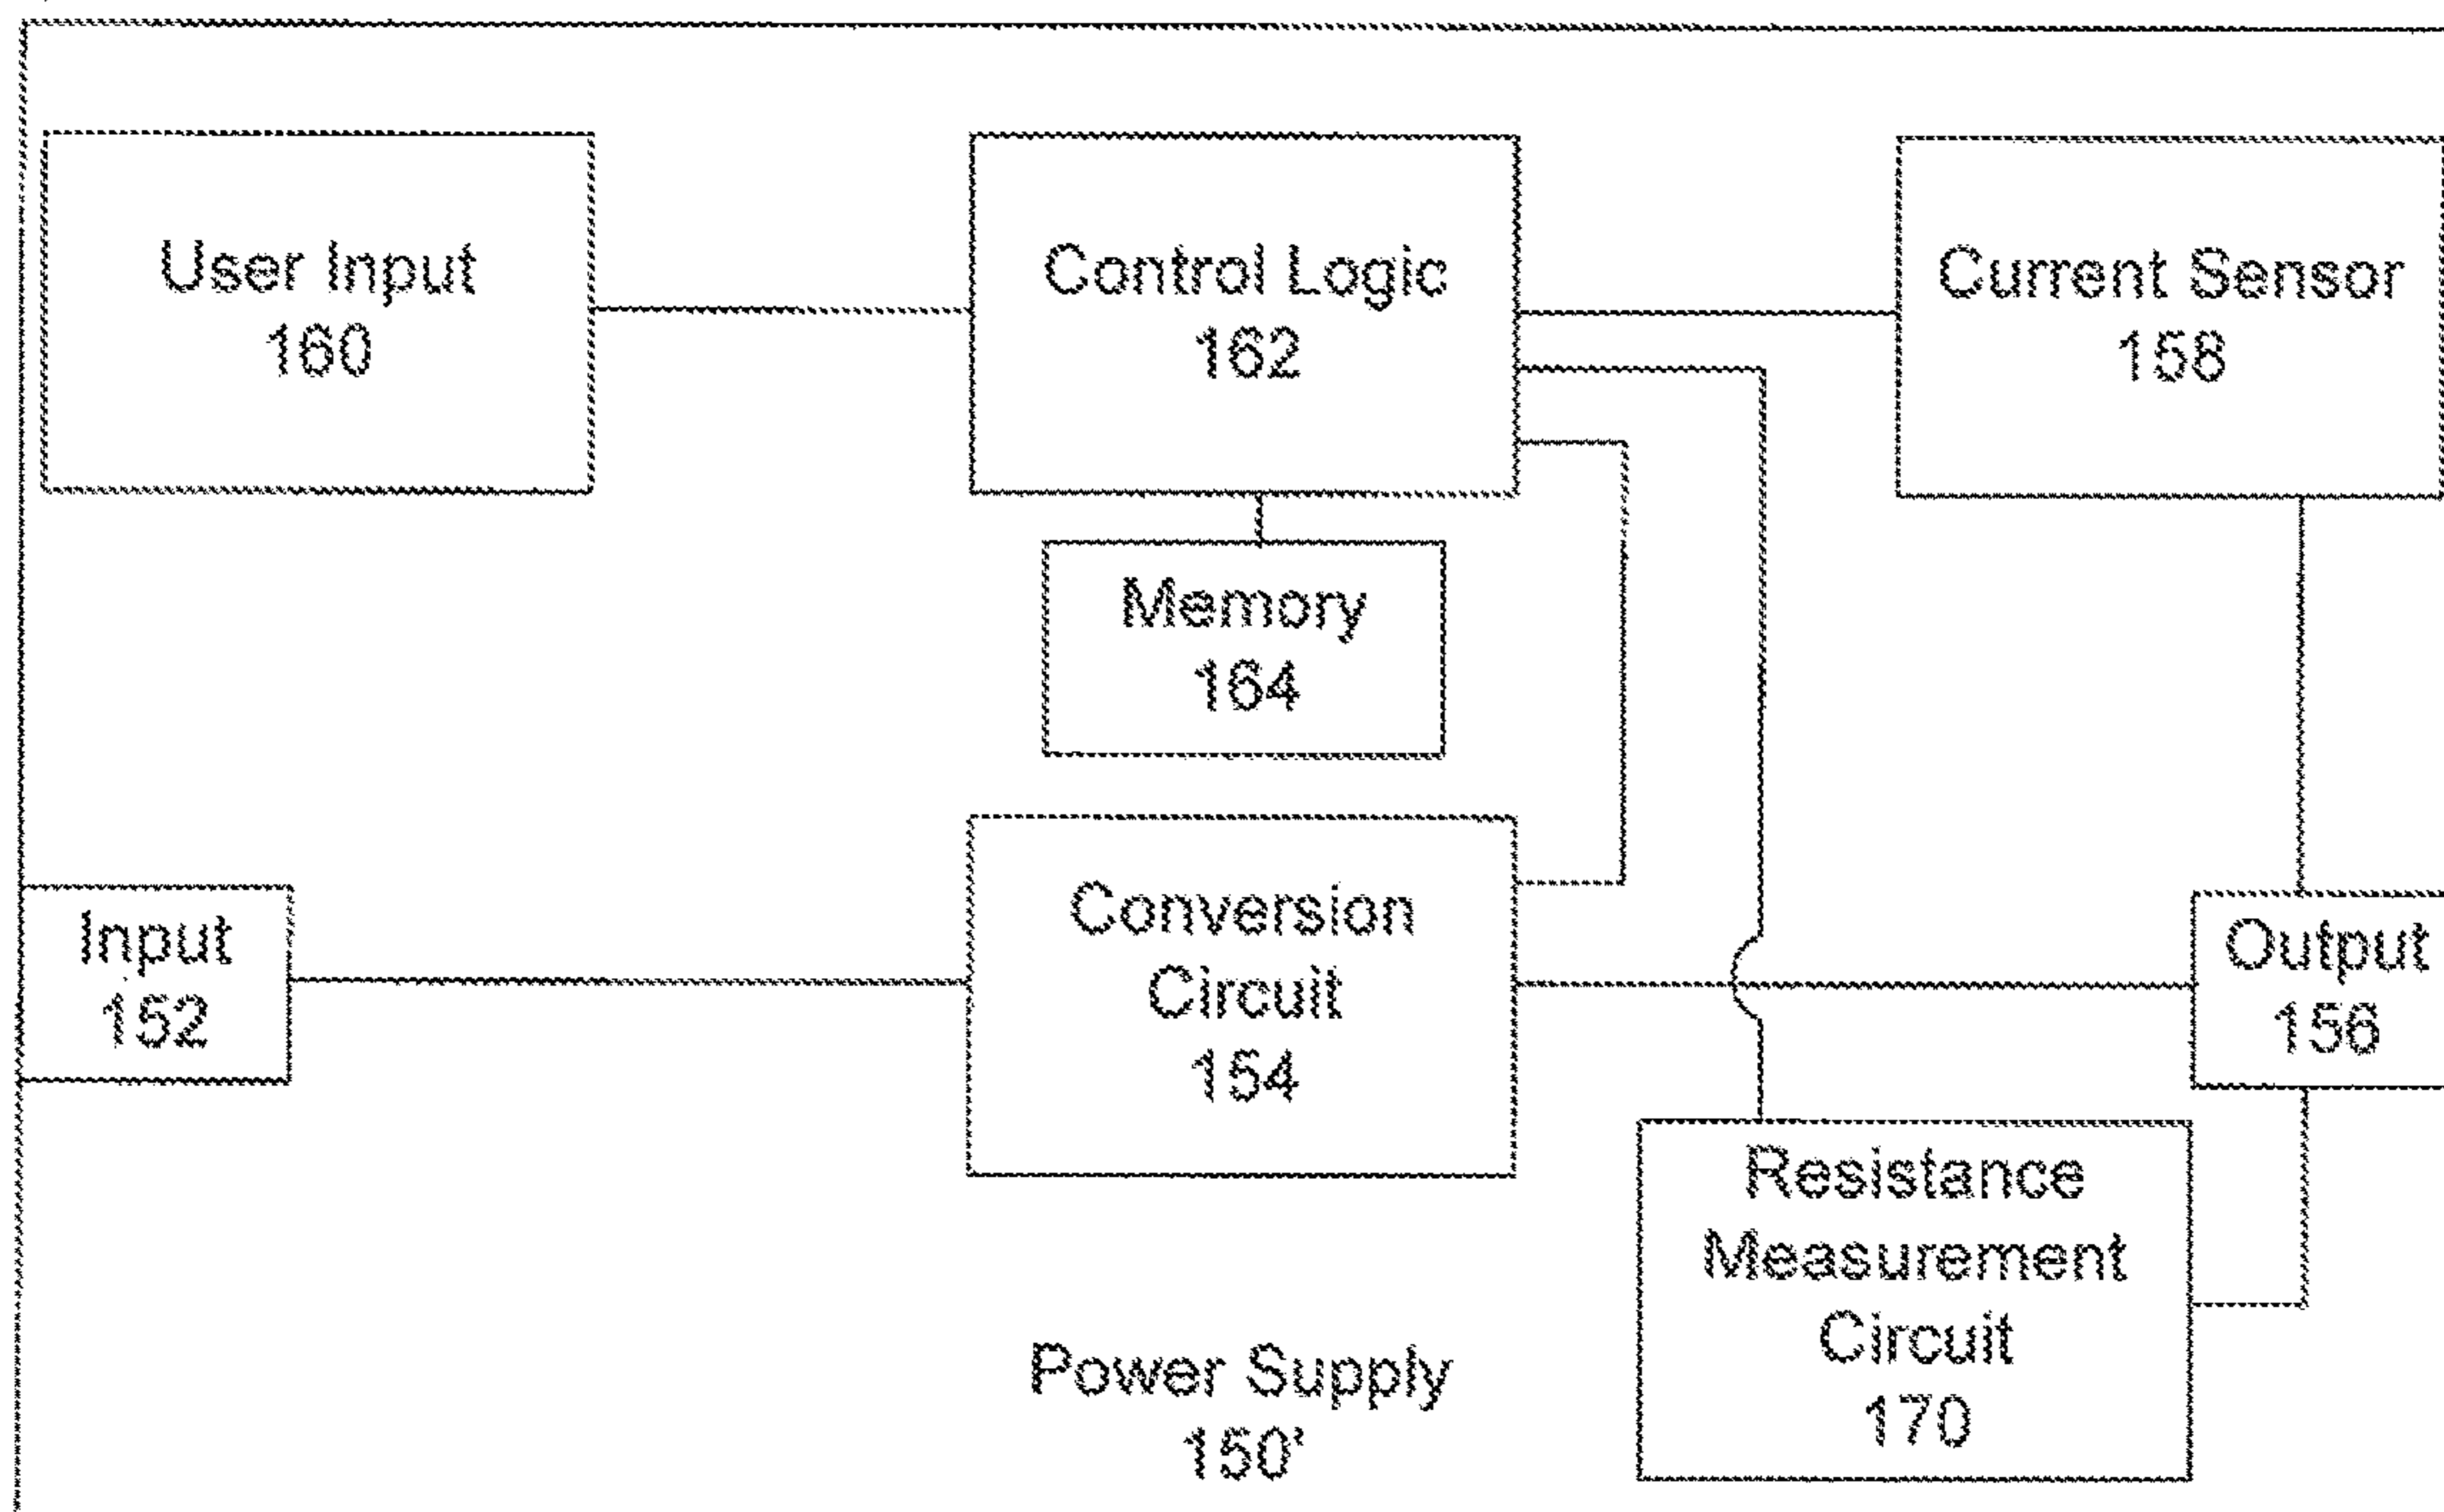 User Input
160
Control Logic
162
Current Sensor
158
Memory
164
Input
152
Conversion
Circuit
154
Output
156
Resistance
Measurement
Circuit
170
Power Supply
150'